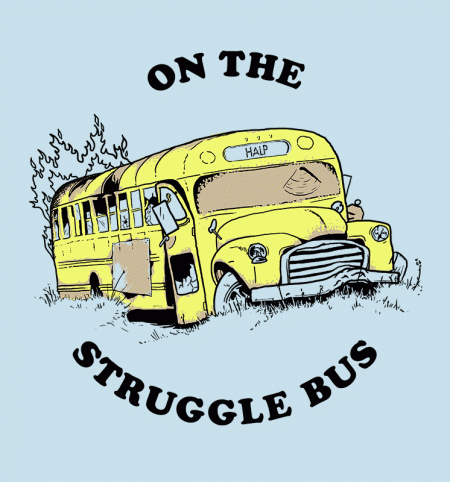 ON THE
HALP
STRUGGLE BUS